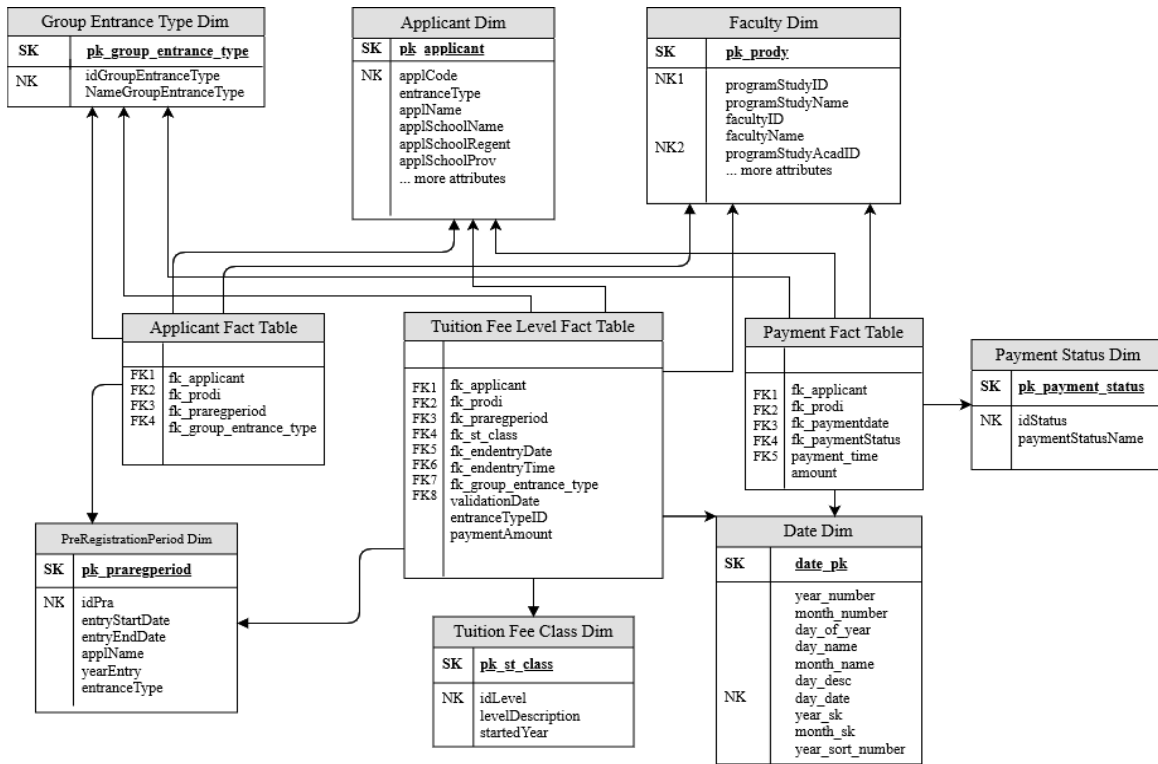 Group Entrance Type Dim
SK pk_group_entrance_type
NK idGroupEntranceType
NameGroupEntranceType
Applicant Dim
SK pk_applicant
NK applCode
entranceType
applName
applSchoolName
applSchoolRegent
applSchoolProv
... more attributes
Faculty Dim
SK pk_prody
NK1 programStudyID
programStudyName
facultyID
facultyName
NK2 programStudyAcadID
... more attributes
Applicant Fact Table
FK1 fk_applicant
FK2 fk_prodi
FK3 fk_praregperiod
FK4 fk_group_entrance_type
Tuition Fee Level Fact Table
FK1 fk_applicant
FK2 fk_prodi
FK3 fk_praregperiod
FK4 fk_st_class
FK5 fk_endentryDate
FK6 fk_endentryTime
FK7 fk_group_entrance_type
FK8 validationDate
entranceTypeID
paymentAmount
Payment Fact Table
FK1 fk_applicant
FK2 fk_prodi
FK3 fk_paymentdate
FK4 fk_paymentStatus
FK5 payment_time
amount
Payment Status Dim
SK pk_payment_status
NK idStatus
paymentStatusName
PreRegistrationPeriod Dim
SK pk_praregperiod
NK idPra
entryStartDate
entryEndDate
applName
yearEntry
entranceType
Tuition Fee Class Dim
SK pk_st_class
NK idLevel
levelDescription
startedYear
Date Dim
SK date_pk
year_number
month_number
day_of_year
day_name
month_name
day_desc
NK day_date
year_sk
month_sk
year_sort_number